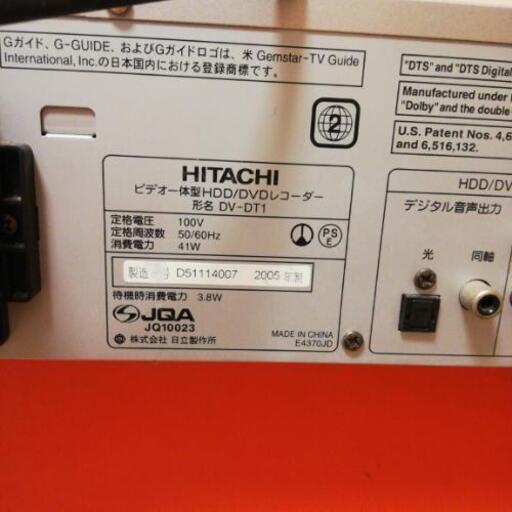 Gガイド、G-GUIDE、およびGガイドロゴは、米 Gemstar-TV Guide
International, Inc.の日本国内における登録商標です。
2
"DTS" and "DTS Digital
Manufactured under
"Dolby" and the double
U.S. Patent Nos. 4,6
and 6,516,132.
HITACHI
ビデオ一体型HDD/DVDレコーダー
形名 DV-DT1
定格電圧 100V
定格周波数 50/60Hz
消費電力 41W
PS
E
製造 号 D51114007 2005年製
待機時消費電力 3.8W
JQA
JQ10023
株式会社 日立製作所
MADE IN CHINA
E4370JD
HDD/DV
デジタル音声出力
光 同軸